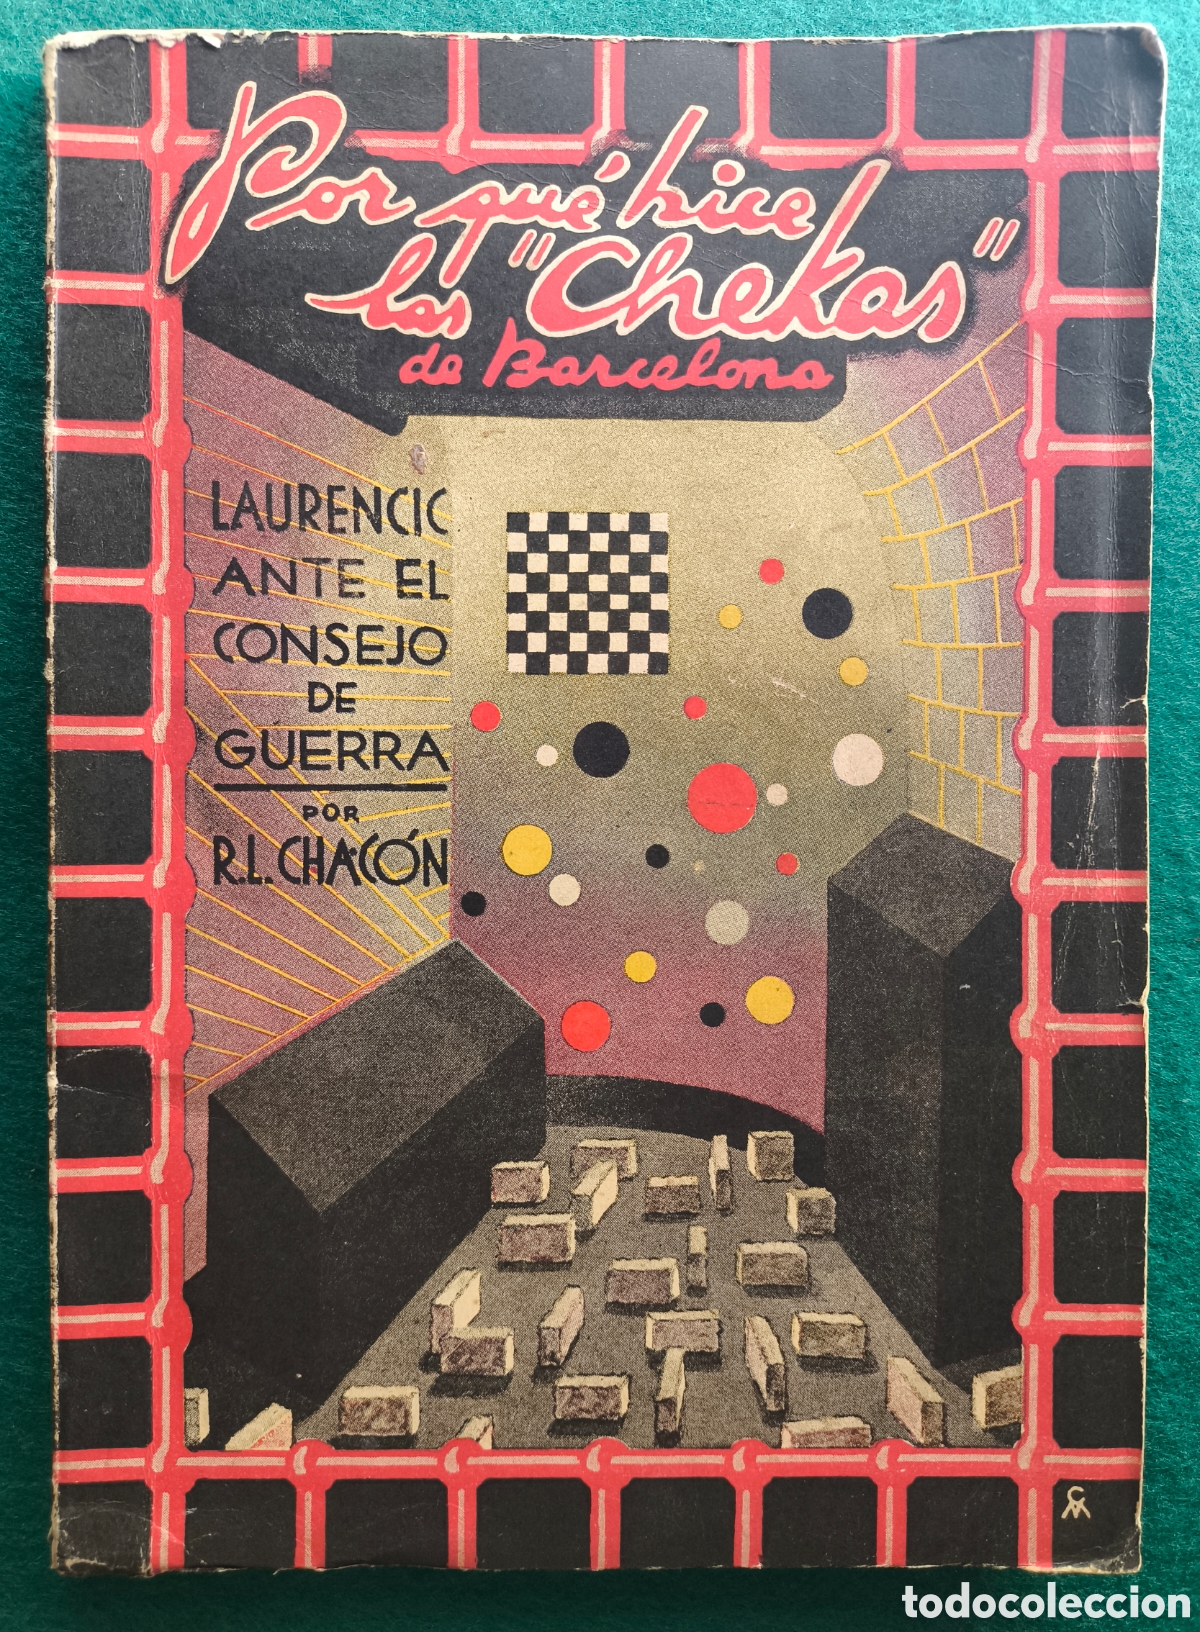 Por qué hice
las "Chekas"
de Barcelona
LAURENCIC
ANTE EL
CONSEJO
DE
GUERRA
POR
R.L. CHACÓN
todocoleccion